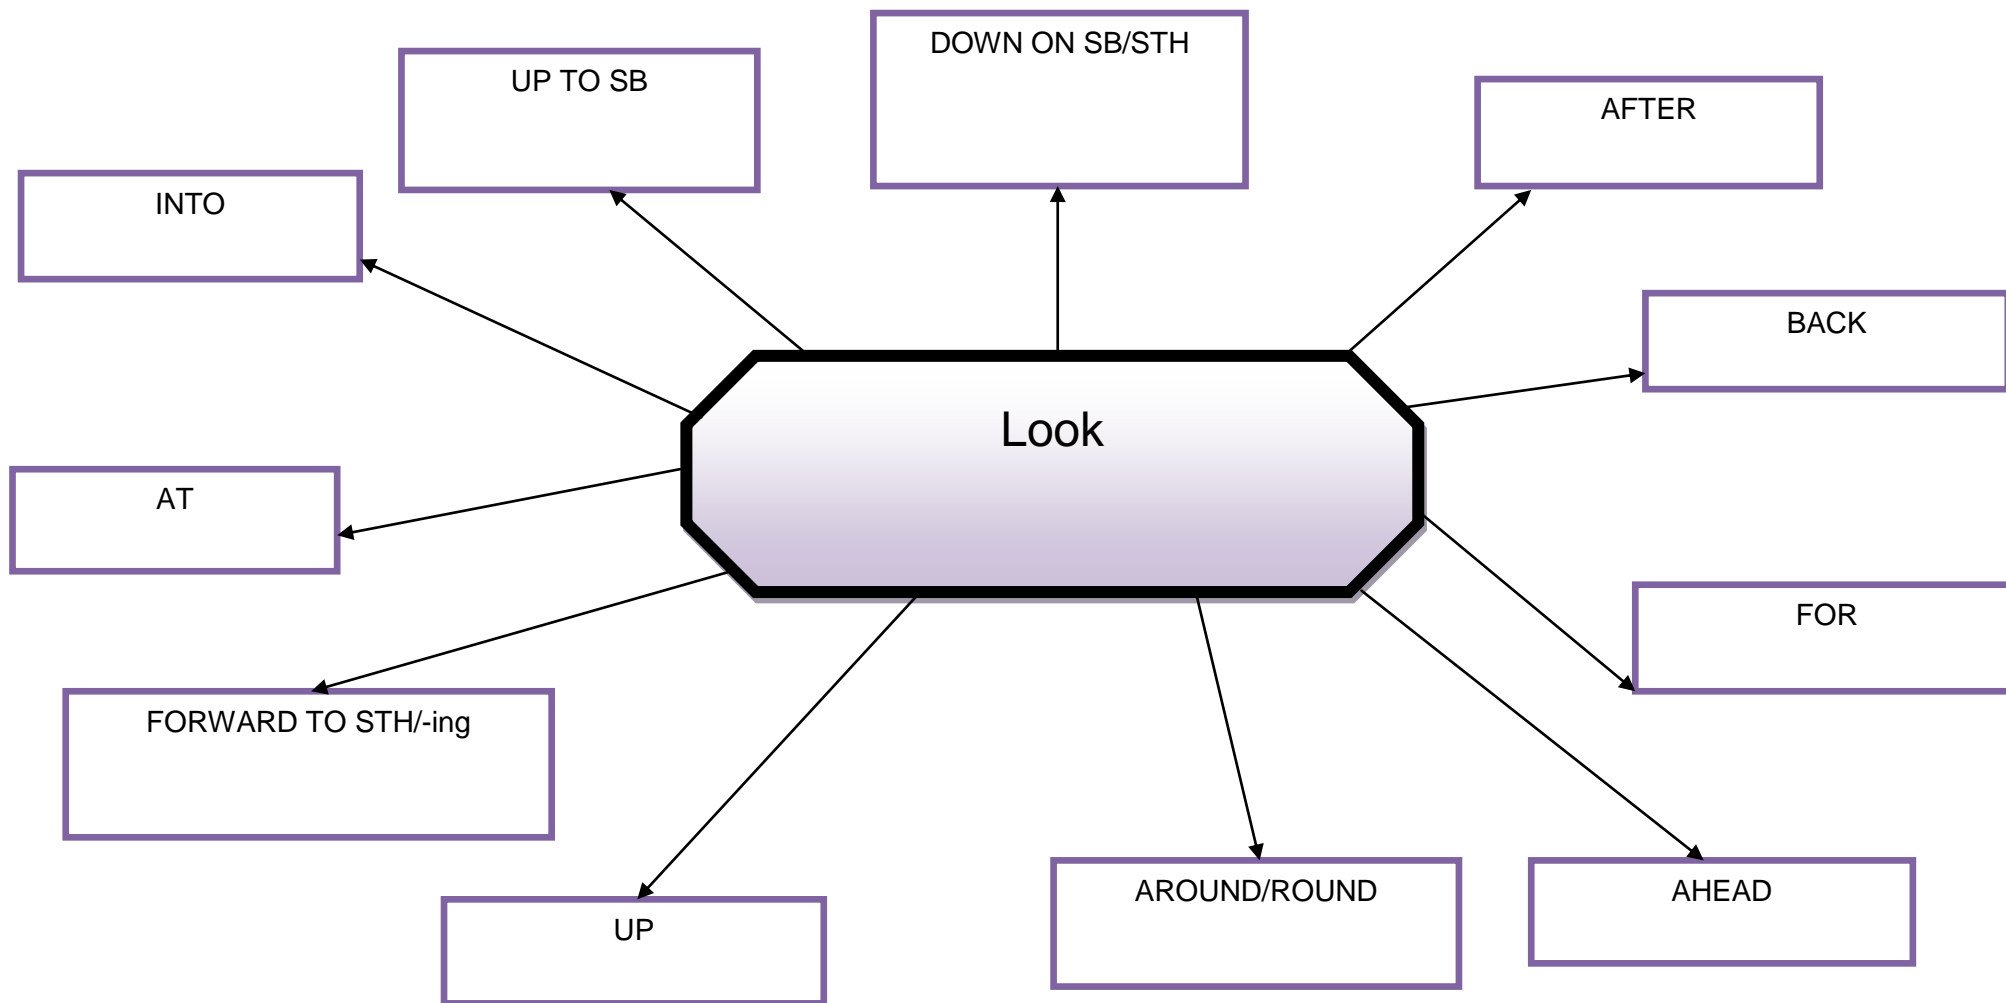 DOWN ON SB/STH
UP TO SB
AFTER
INTO
BACK
Look
AT
FOR
FORWARD TO STH/-ing
AROUND/ROUND
AHEAD
UP